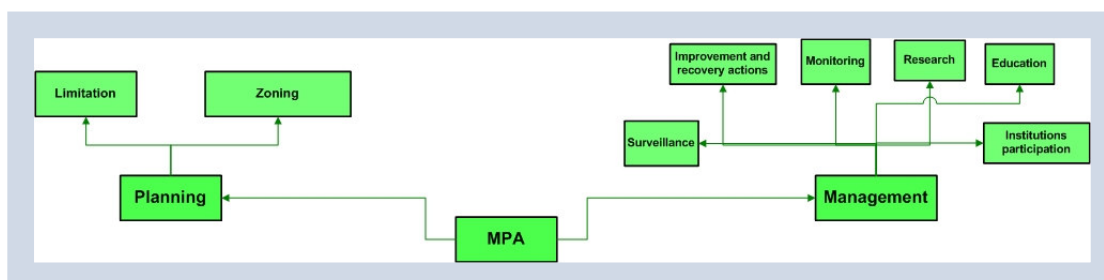 Improvement and
recovery actions
Monitoring
Research
Education
Limitation
Zoning
Surveillance
Institutions
participation
Planning
Management
MPA